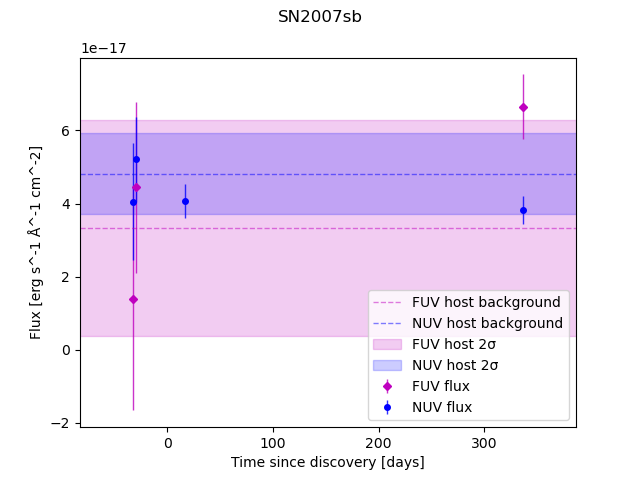 SN2007sb
1e−17
6
4
2
0
−2
Flux [erg s^-1 Å^-1 cm^-2]
0
100
200
300
Time since discovery [days]
FUV host background
NUV host background
FUV host 2σ
NUV host 2σ
FUV flux
NUV flux